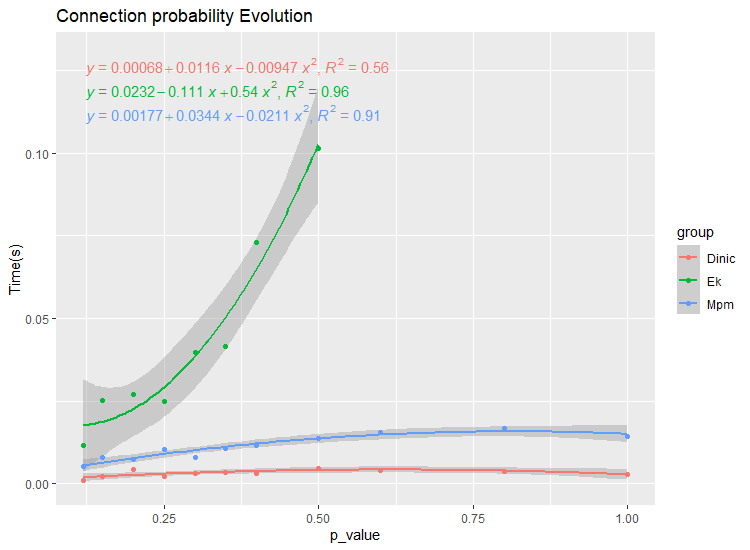 Connection probability Evolution
y = 0.00068 + 0.0116 x − 0.00947 x², R² = 0.56
y = 0.0232 − 0.111 x + 0.54 x², R² = 0.96
y = 0.00177 + 0.0344 x − 0.0211 x², R² = 0.91
0.10
0.05
0.00
Time(s)
0.25 0.50 0.75 1.00
p_value
group
Dinic
Ek
Mpm